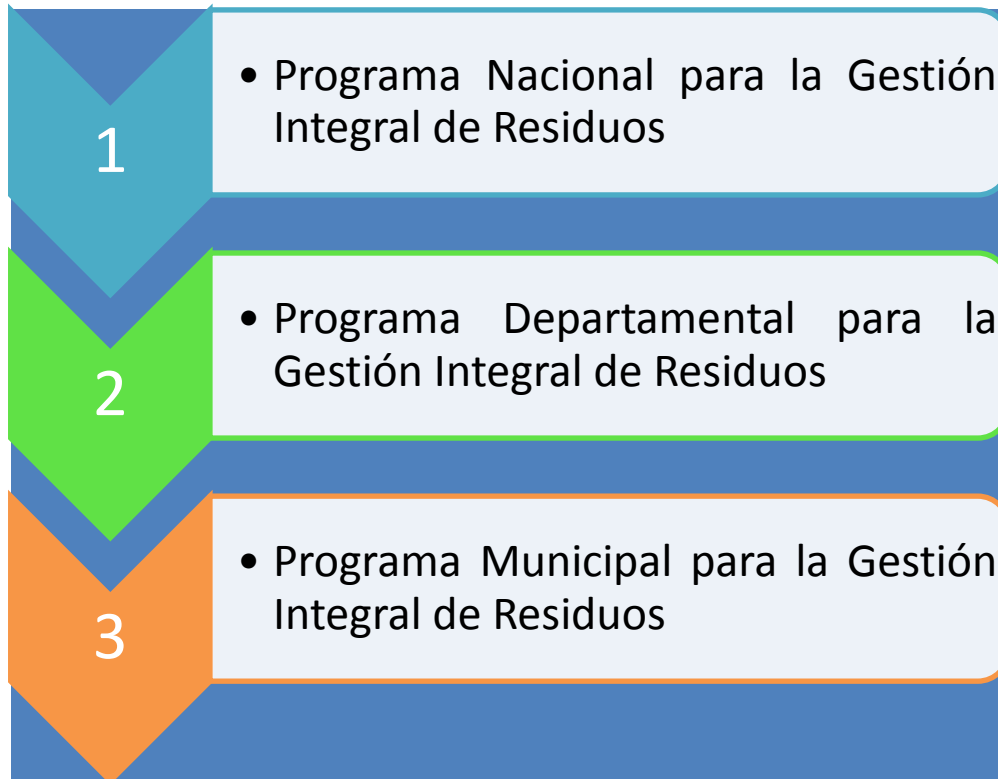 1
• Programa Nacional para la Gestión
Integral de Residuos
2
• Programa Departamental para la
Gestión Integral de Residuos
3
• Programa Municipal para la Gestión
Integral de Residuos